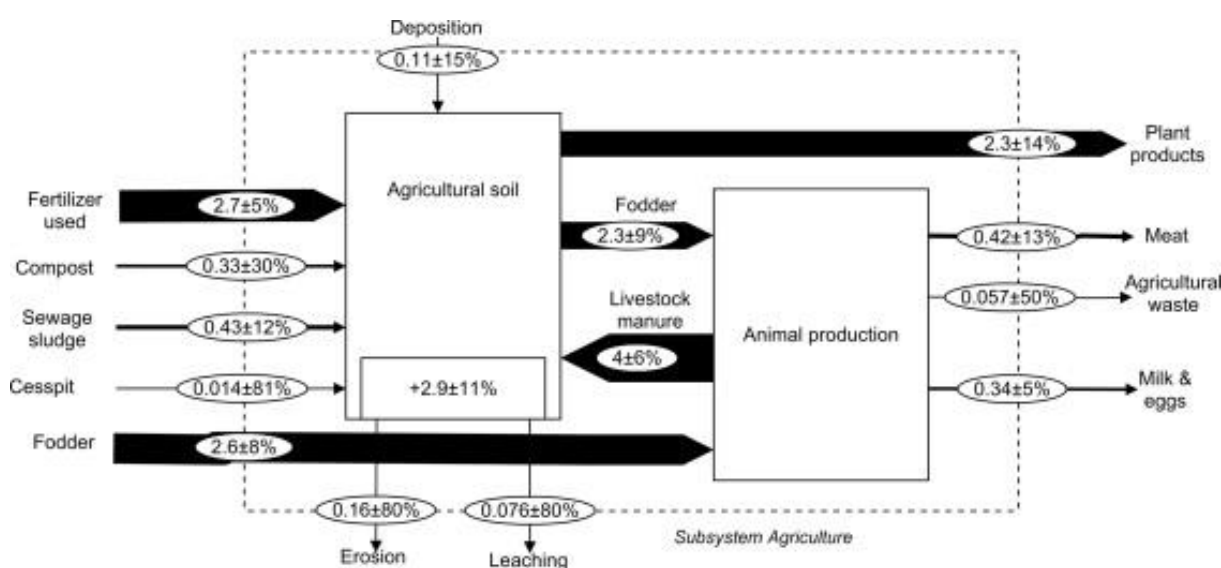 Deposition
0.11±15%
Plant
products
2.3±14%
Agricultural soil
Fertilizer
used
2.7±5%
Fodder
2.3±9%
Meat
0.42±13%
Compost
0.33±30%
Agricultural
waste
0.057±50%
Livestock
manure
4±6%
Animal production
Sewage
sludge
0.43±12%
Cesspit
0.014±81%
+2.9±11%
Milk &
eggs
0.34±5%
Fodder
2.6±8%
0.16±80%
0.076±80%
Erosion
Leaching
Subsystem Agriculture